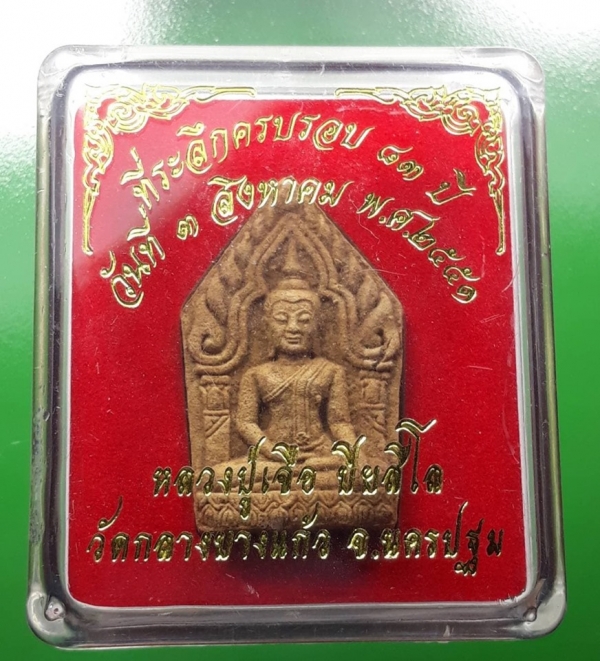 ที่ระลึกครบรอบ ๘๓ ปี
วันที่ ๓ สิงหาคม พ.ศ.๒๕๕๑
หลวงปู่เจือ ปิยสีโล
วัดกลางบางแก้ว จ.นครปฐม